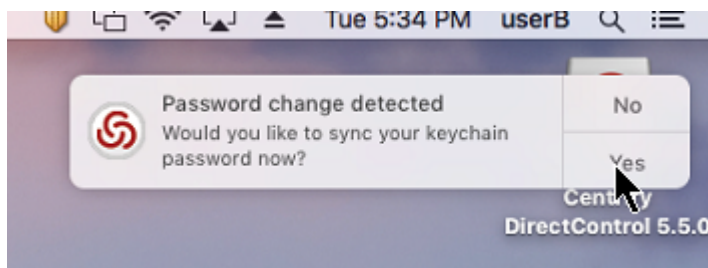 Tue 5:34 PM userB
Password change detected
Would you like to sync your keychain
password now?
No
Yes
Centrify
DirectControl 5.5.0